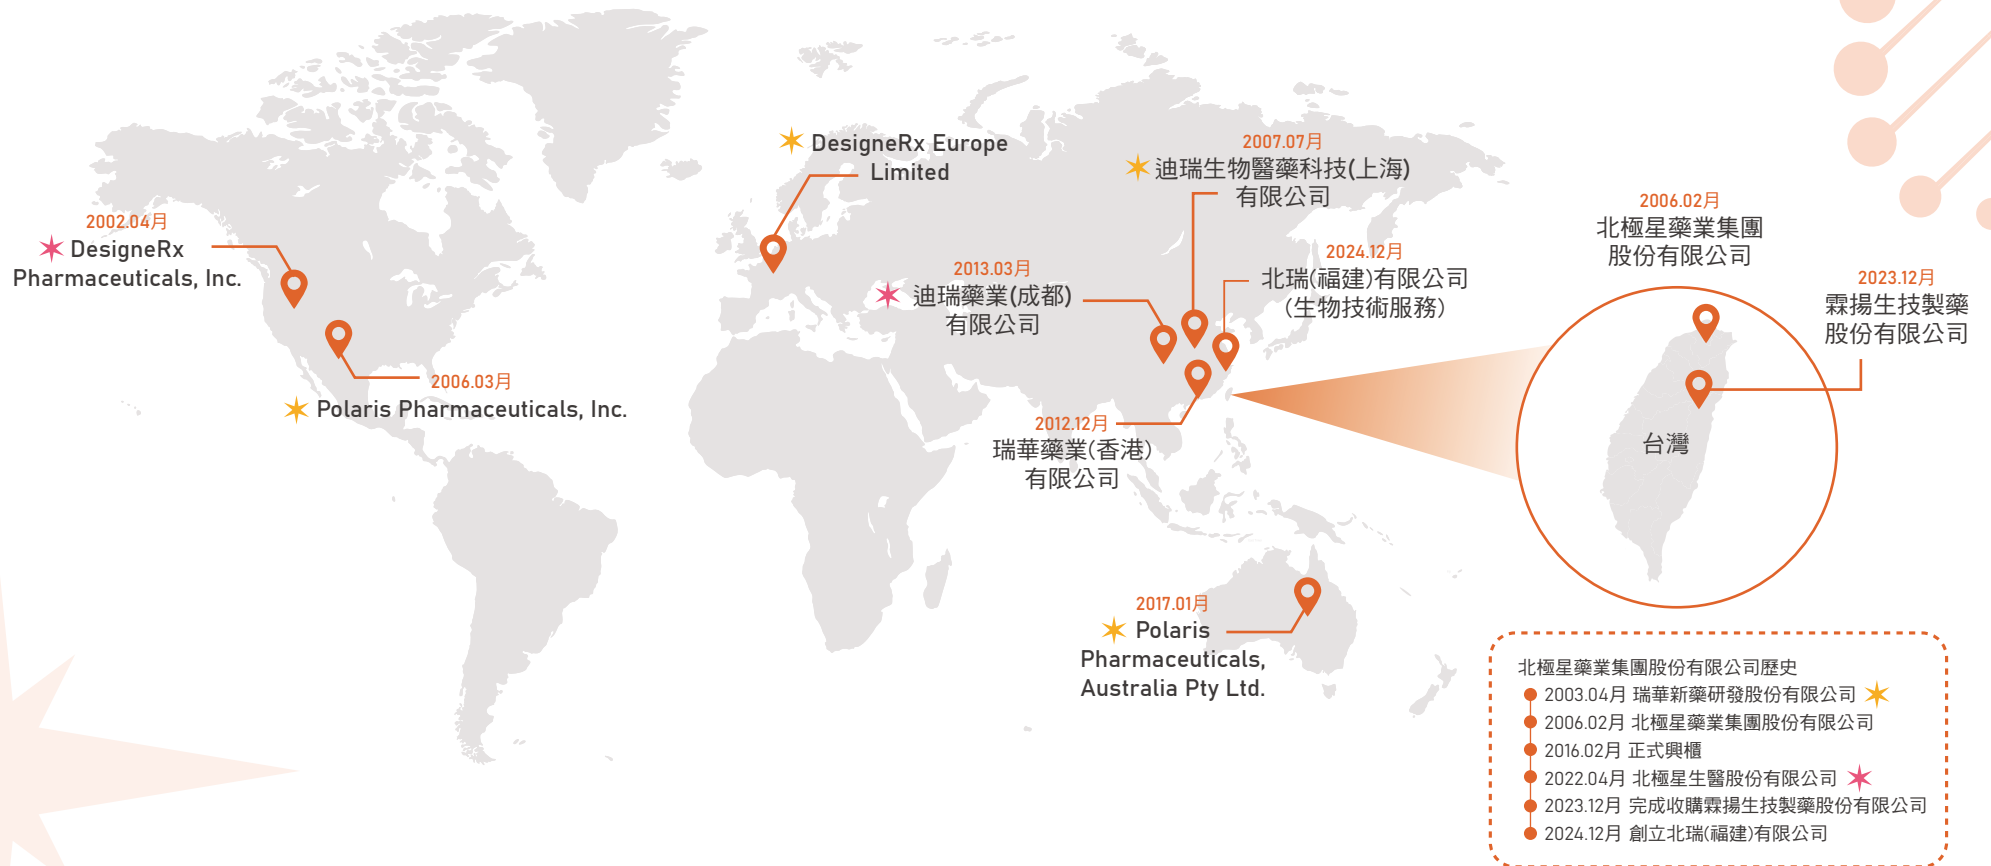 DesigneRx Europe
Limited
2007.07月
迪瑞生物醫藥科技(上海)
有限公司
2002.04月
DesigneRx
Pharmaceuticals, Inc.
2013.03月
迪瑞藥業(成都)
有限公司
2024.12月
北瑞(福建)有限公司
(生物技術服務)
2006.02月
北極星藥業集團
股份有限公司
2023.12月
霖揚生技製藥
股份有限公司
2006.03月
Polaris Pharmaceuticals, Inc.
2012.12月
瑞華藥業(香港)
有限公司
台灣
2017.01月
Polaris
Pharmaceuticals,
Australia Pty Ltd.
北極星藥業集團股份有限公司歷史
2003.04月 瑞華新藥研發股份有限公司
2006.02月 北極星藥業集團股份有限公司
2016.02月 正式興櫃
2022.04月 北極星生醫股份有限公司
2023.12月 完成收購霖揚生技製藥股份有限公司
2024.12月 創立北瑞(福建)有限公司